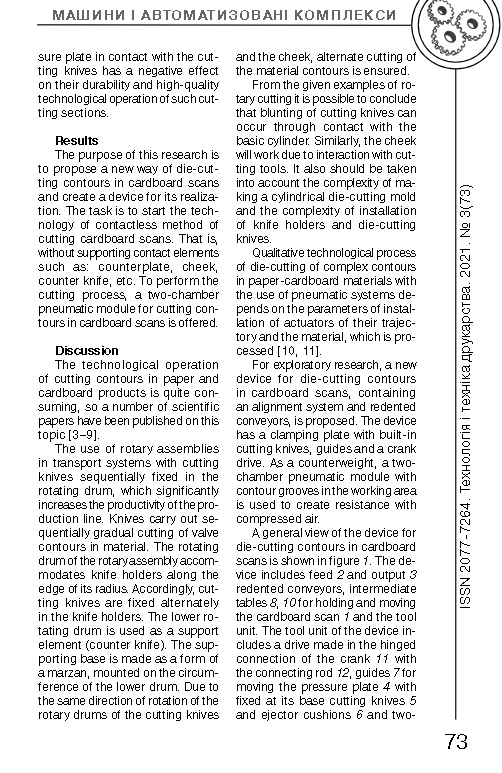 МАШИНИ І АВТОМАТИЗОВАНІ КОМПЛЕКСИ
sure plate in contact with the cut-
ting knives has a negative effect
on their durability and high-quality
technological operation of such cut-
ting sections.
Results
The purpose of this research is
to propose a new way of die-cut-
ting contours in cardboard scans
and create a device for its realiza-
tion. The task is to start the tech-
nology of contactless method of
cutting cardboard scans. That is,
without supporting contact elements
such as: counterplate, cheek,
counter knife, etc. To perform the
cutting process, a two-chamber
pneumatic module for cutting con-
tours in cardboard scans is offered.
Discussion
The technological operation
of cutting contours in paper and
cardboard products is quite con-
suming, so a number of scientific
papers have been published on this
topic [3–9].
The use of rotary assemblies
in transport systems with cutting
knives sequentially fixed in the
rotating drum, which significantly
increases the productivity of the pro-
duction line. Knives carry out se-
quentially gradual cutting of valve
contours in material. The rotating
drum of the rotary assembly accom-
modates knife holders along the
edge of its radius. Accordingly, cut-
ting knives are fixed alternately
in the knife holders. The lower ro-
tating drum is used as a support
element (counter knife). The sup-
porting base is made as a form of
a marzan, mounted on the circum-
ference of the lower drum. Due to
the same direction of rotation of the
rotary drums of the cutting knives
and the cheek, alternate cutting of
the material contours is ensured.
From the given examples of ro-
tary cutting it is possible to conclude
that blunting of cutting knives can
occur through contact with the
basic cylinder. Similarly, the cheek
will work due to interaction with cut-
ting tools. It also should be taken
into account the complexity of ma-
king a cylindrical die-cutting mold
and the complexity of installation
of knife holders and die-cutting
knives.
Qualitative technological process
of die-cutting of complex contours
in paper-cardboard materials with
the use of pneumatic systems de-
pends on the parameters of instal-
lation of actuators of their trajec-
tory and the material, which is pro-
cessed [10, 11].
For exploratory research, a new
device for die-cutting contours
in cardboard scans, containing
an alignment system and redented
conveyors, is proposed. The device
has a clamping plate with built-in
cutting knives, guides and a crank
drive. As a counterweight, a two-
chamber pneumatic module with
contour grooves in the working area
is used to create resistance with
compressed air.
A general view of the device for
die-cutting contours in cardboard
scans is shown in figure 1. The de-
vice includes feed 2 and output 3
redented conveyors, intermediate
tables 8, 10 for holding and moving
the cardboard scan 1 and the tool
unit. The tool unit of the device in-
cludes a drive made in the hinged
connection of the crank 11 with
the connecting rod 12, guides 7 for
moving the pressure plate 4 with
fixed at its base cutting knives 5
and ejector cushions 6 and two-
ISSN 2077-7264. Технологія і техніка друкарства. 2021. № 3(73)
73